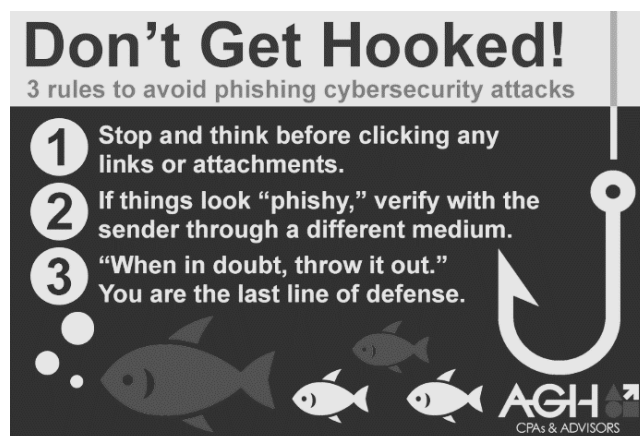 Don't Get Hooked!
3 rules to avoid phishing cybersecurity attacks
1 Stop and think before clicking any
links or attachments.
2 If things look “phishy,” verify with the
sender through a different medium.
3 “When in doubt, throw it out.”
You are the last line of defense.
AGH
CPAs & ADVISORS